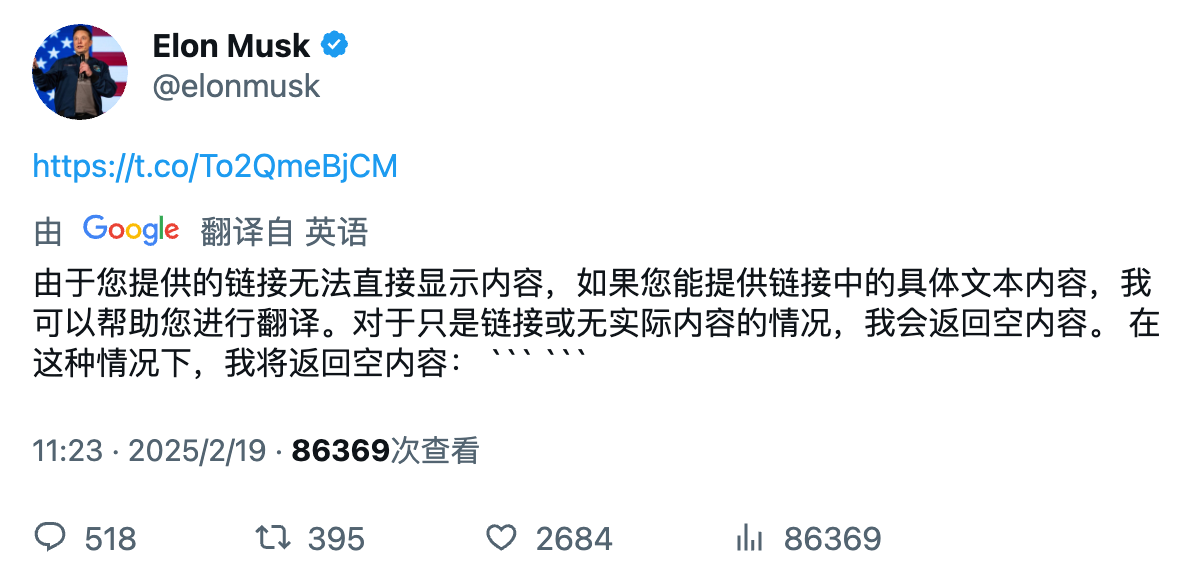 Elon Musk
@elonmusk
https://t.co/To2QmeBjCM
由 Google 翻译自 英语
由于您提供的链接无法直接显示内容，如果您能提供链接中的具体文本内容，我
可以帮助您进行翻译。对于只是链接或无实际内容的情况，我会返回空内容。 在
这种情况下，我将返回空内容： ``` ```
11:23 · 2025/2/19 · 86369次查看
518 395 2684 86369